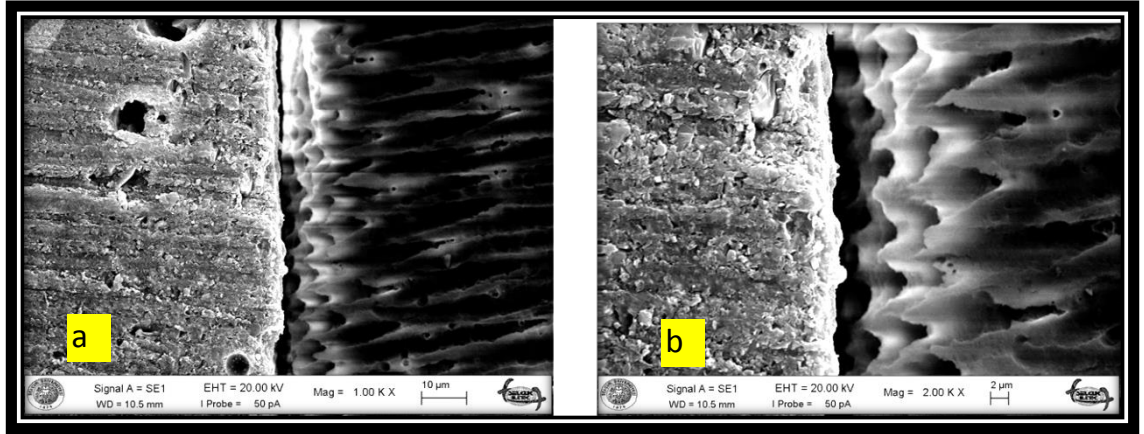 a
Signal A = SE1 EHT = 20.00 kV Mag = 1.00 K X 10 µm
WD = 10.5 mm I Probe = 50 pA
b
Signal A = SE1 EHT = 20.00 kV Mag = 2.00 K X 2 µm
WD = 10.5 mm I Probe = 50 pA